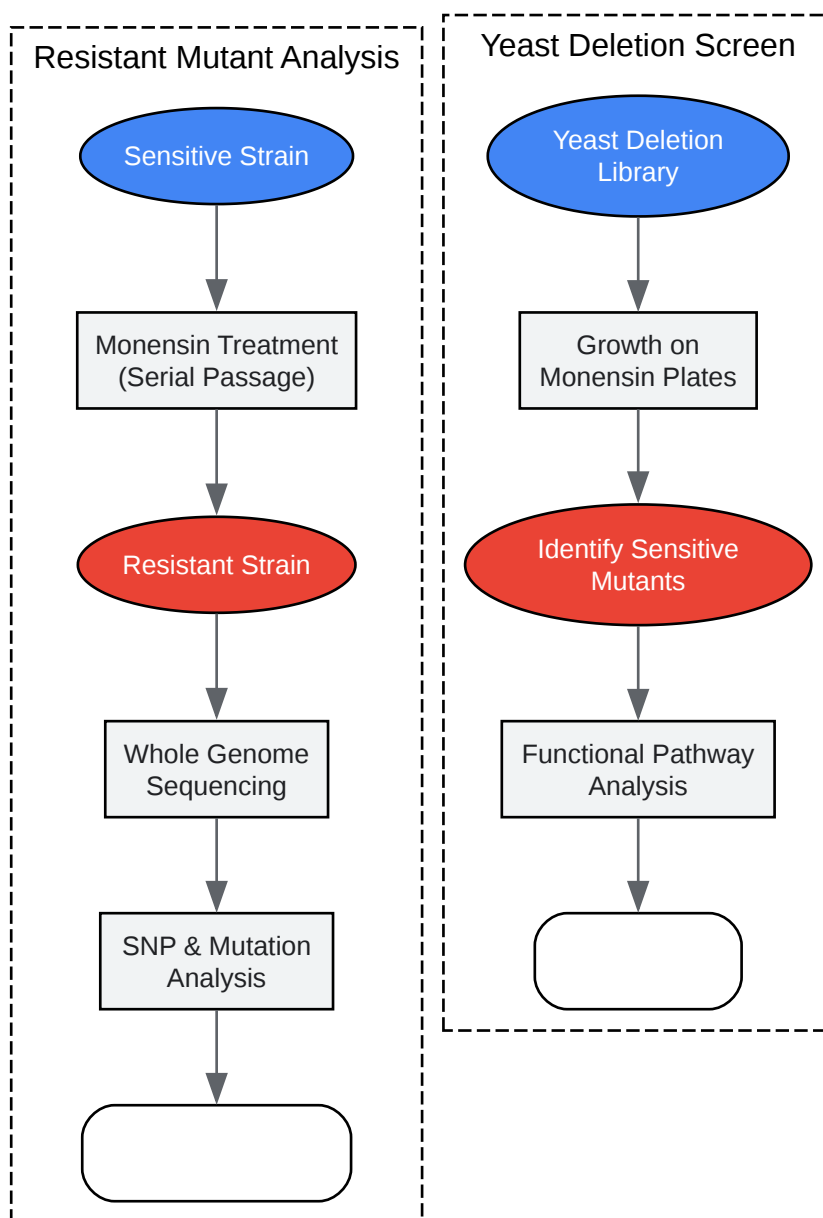 Resistant Mutant Analysis
Sensitive Strain
Monensin Treatment
(Serial Passage)
Resistant Strain
Whole Genome
Sequencing
SNP & Mutation
Analysis
Yeast Deletion Screen
Yeast Deletion
Library
Growth on
Monensin Plates
Identify Sensitive
Mutants
Functional Pathway
Analysis